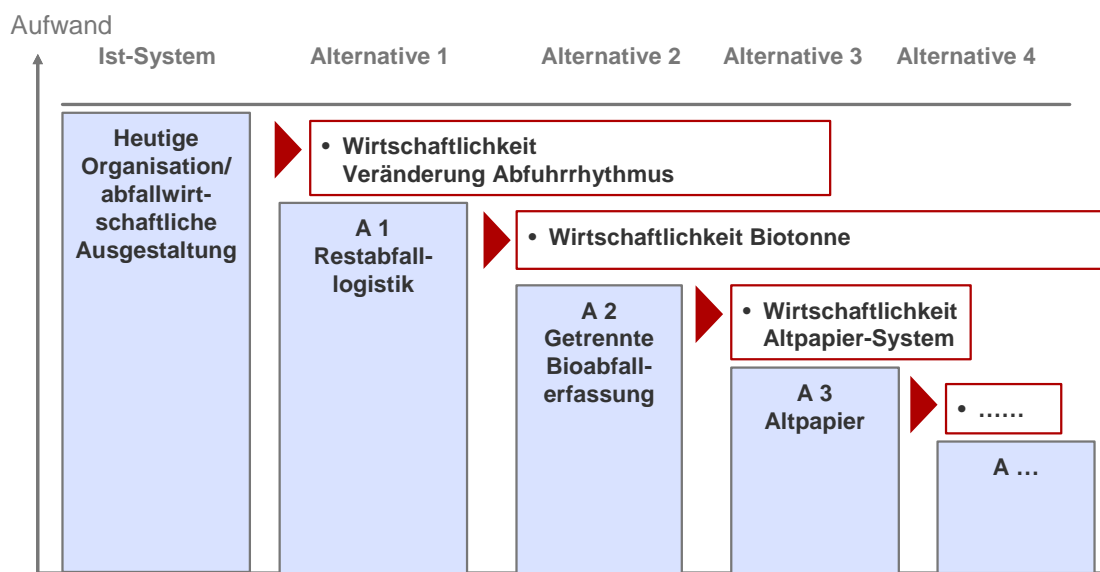 Aufwand
Ist-System
Alternative 1
Alternative 2
Alternative 3
Alternative 4
Heutige
Organisation/
abfallwirt-
schaftliche
Ausgestaltung
• Wirtschaftlichkeit
Veränderung Abfuhrrhythmus
A 1
Restabfall-
logistik
• Wirtschaftlichkeit Biotonne
A 2
Getrennte
Bioabfall-
erfassung
• Wirtschaftlichkeit
Altpapier-System
A 3
Altpapier
• ......
A ...